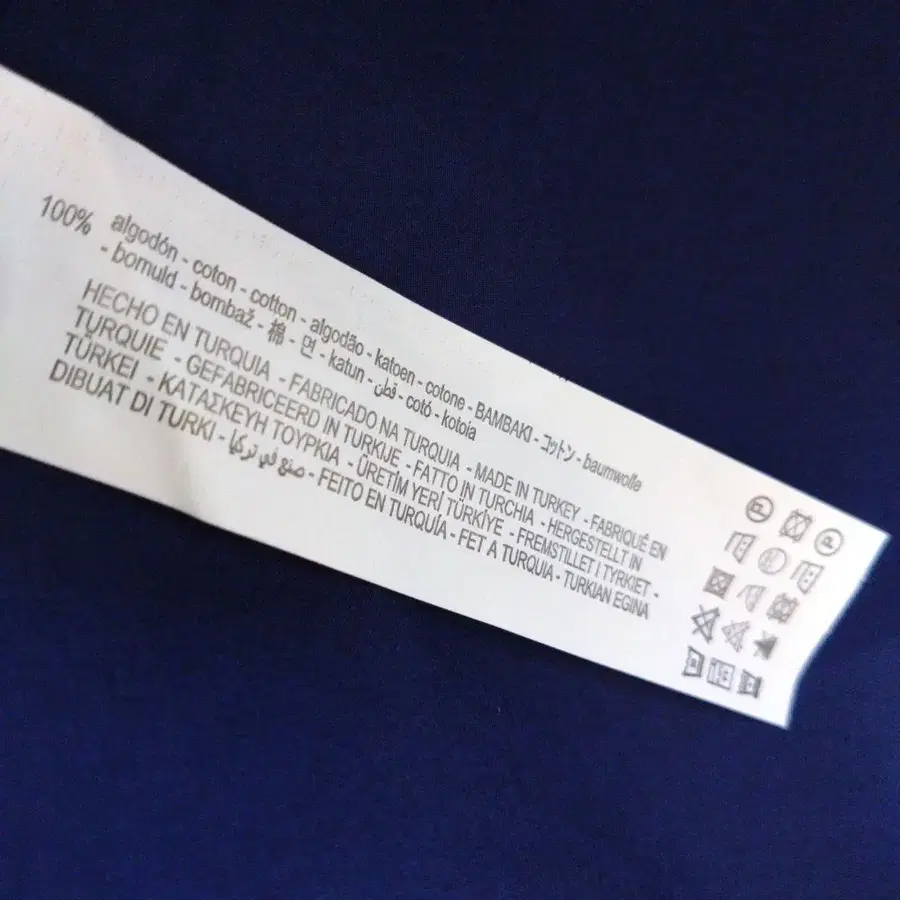 100% algodón - coton - cotton - algodão - katoen - cotone - BAMBAKI - コットン - baumwolle
- bomuld - bombaž - 棉 - 면 - katun - قطن - cotó - kotoia
HECHO EN TURQUIA - FABRICADO NA TURQUIA - MADE IN TURKEY - FABRIQUÉ EN
TURQUIE - GEFABRICEERD IN TURKIJE - FATTO IN TURCHIA - HERGESTELLT IN
TÜRKEI - ΚΑΤΑΣΚΕΥΗ ΤΟΥΡΚΙΑ - ÜRETİM YERİ TÜRKİYE - FREMSTILLET I TYRKIET -
DIBUAT DI TURKI - صنع في تركيا - FEITO EN TURQUÍA - FET A TURQUIA - TURKIAN EGINA